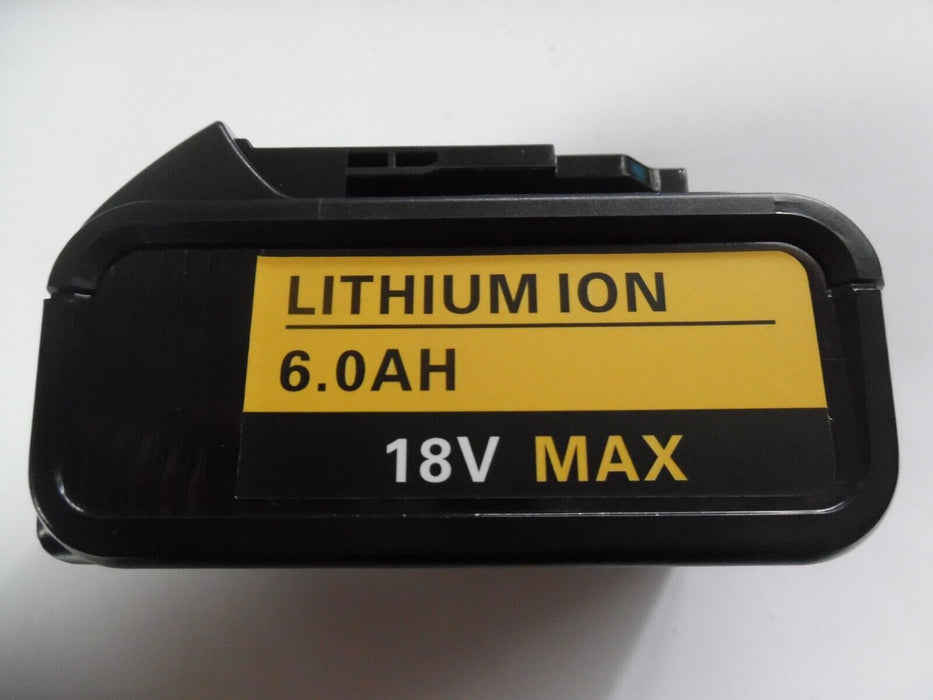 LITHIUM ION
6.0AH
18V MAX